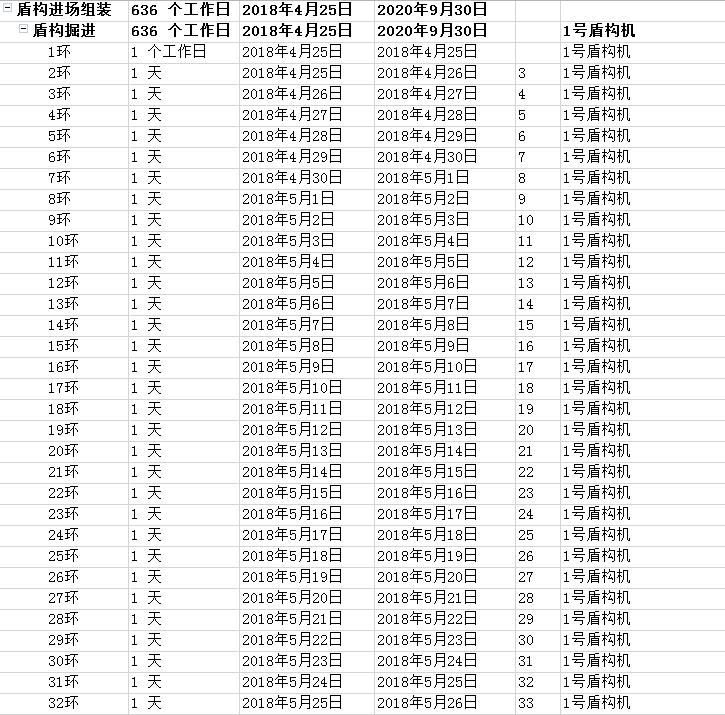 盾构进场组装 636 个工作日 2018年4月25日 2020年9月30日
盾构掘进 636 个工作日 2018年4月25日 2020年9月30日 1号盾构机
1环 1 个工作日 2018年4月25日 2018年4月25日 1号盾构机
2环 1 天 2018年4月25日 2018年4月26日 3 1号盾构机
3环 1 天 2018年4月26日 2018年4月27日 4 1号盾构机
4环 1 天 2018年4月27日 2018年4月28日 5 1号盾构机
5环 1 天 2018年4月28日 2018年4月29日 6 1号盾构机
6环 1 天 2018年4月29日 2018年4月30日 7 1号盾构机
7环 1 天 2018年4月30日 2018年5月1日 8 1号盾构机
8环 1 天 2018年5月1日 2018年5月2日 9 1号盾构机
9环 1 天 2018年5月2日 2018年5月3日 10 1号盾构机
10环 1 天 2018年5月3日 2018年5月4日 11 1号盾构机
11环 1 天 2018年5月4日 2018年5月5日 12 1号盾构机
12环 1 天 2018年5月5日 2018年5月6日 13 1号盾构机
13环 1 天 2018年5月6日 2018年5月7日 14 1号盾构机
14环 1 天 2018年5月7日 2018年5月8日 15 1号盾构机
15环 1 天 2018年5月8日 2018年5月9日 16 1号盾构机
16环 1 天 2018年5月9日 2018年5月10日 17 1号盾构机
17环 1 天 2018年5月10日 2018年5月11日 18 1号盾构机
18环 1 天 2018年5月11日 2018年5月12日 19 1号盾构机
19环 1 天 2018年5月12日 2018年5月13日 20 1号盾构机
20环 1 天 2018年5月13日 2018年5月14日 21 1号盾构机
21环 1 天 2018年5月14日 2018年5月15日 22 1号盾构机
22环 1 天 2018年5月15日 2018年5月16日 23 1号盾构机
23环 1 天 2018年5月16日 2018年5月17日 24 1号盾构机
24环 1 天 2018年5月17日 2018年5月18日 25 1号盾构机
25环 1 天 2018年5月18日 2018年5月19日 26 1号盾构机
26环 1 天 2018年5月19日 2018年5月20日 27 1号盾构机
27环 1 天 2018年5月20日 2018年5月21日 28 1号盾构机
28环 1 天 2018年5月21日 2018年5月22日 29 1号盾构机
29环 1 天 2018年5月22日 2018年5月23日 30 1号盾构机
30环 1 天 2018年5月23日 2018年5月24日 31 1号盾构机
31环 1 天 2018年5月24日 2018年5月25日 32 1号盾构机
32环 1 天 2018年5月25日 2018年5月26日 33 1号盾构机